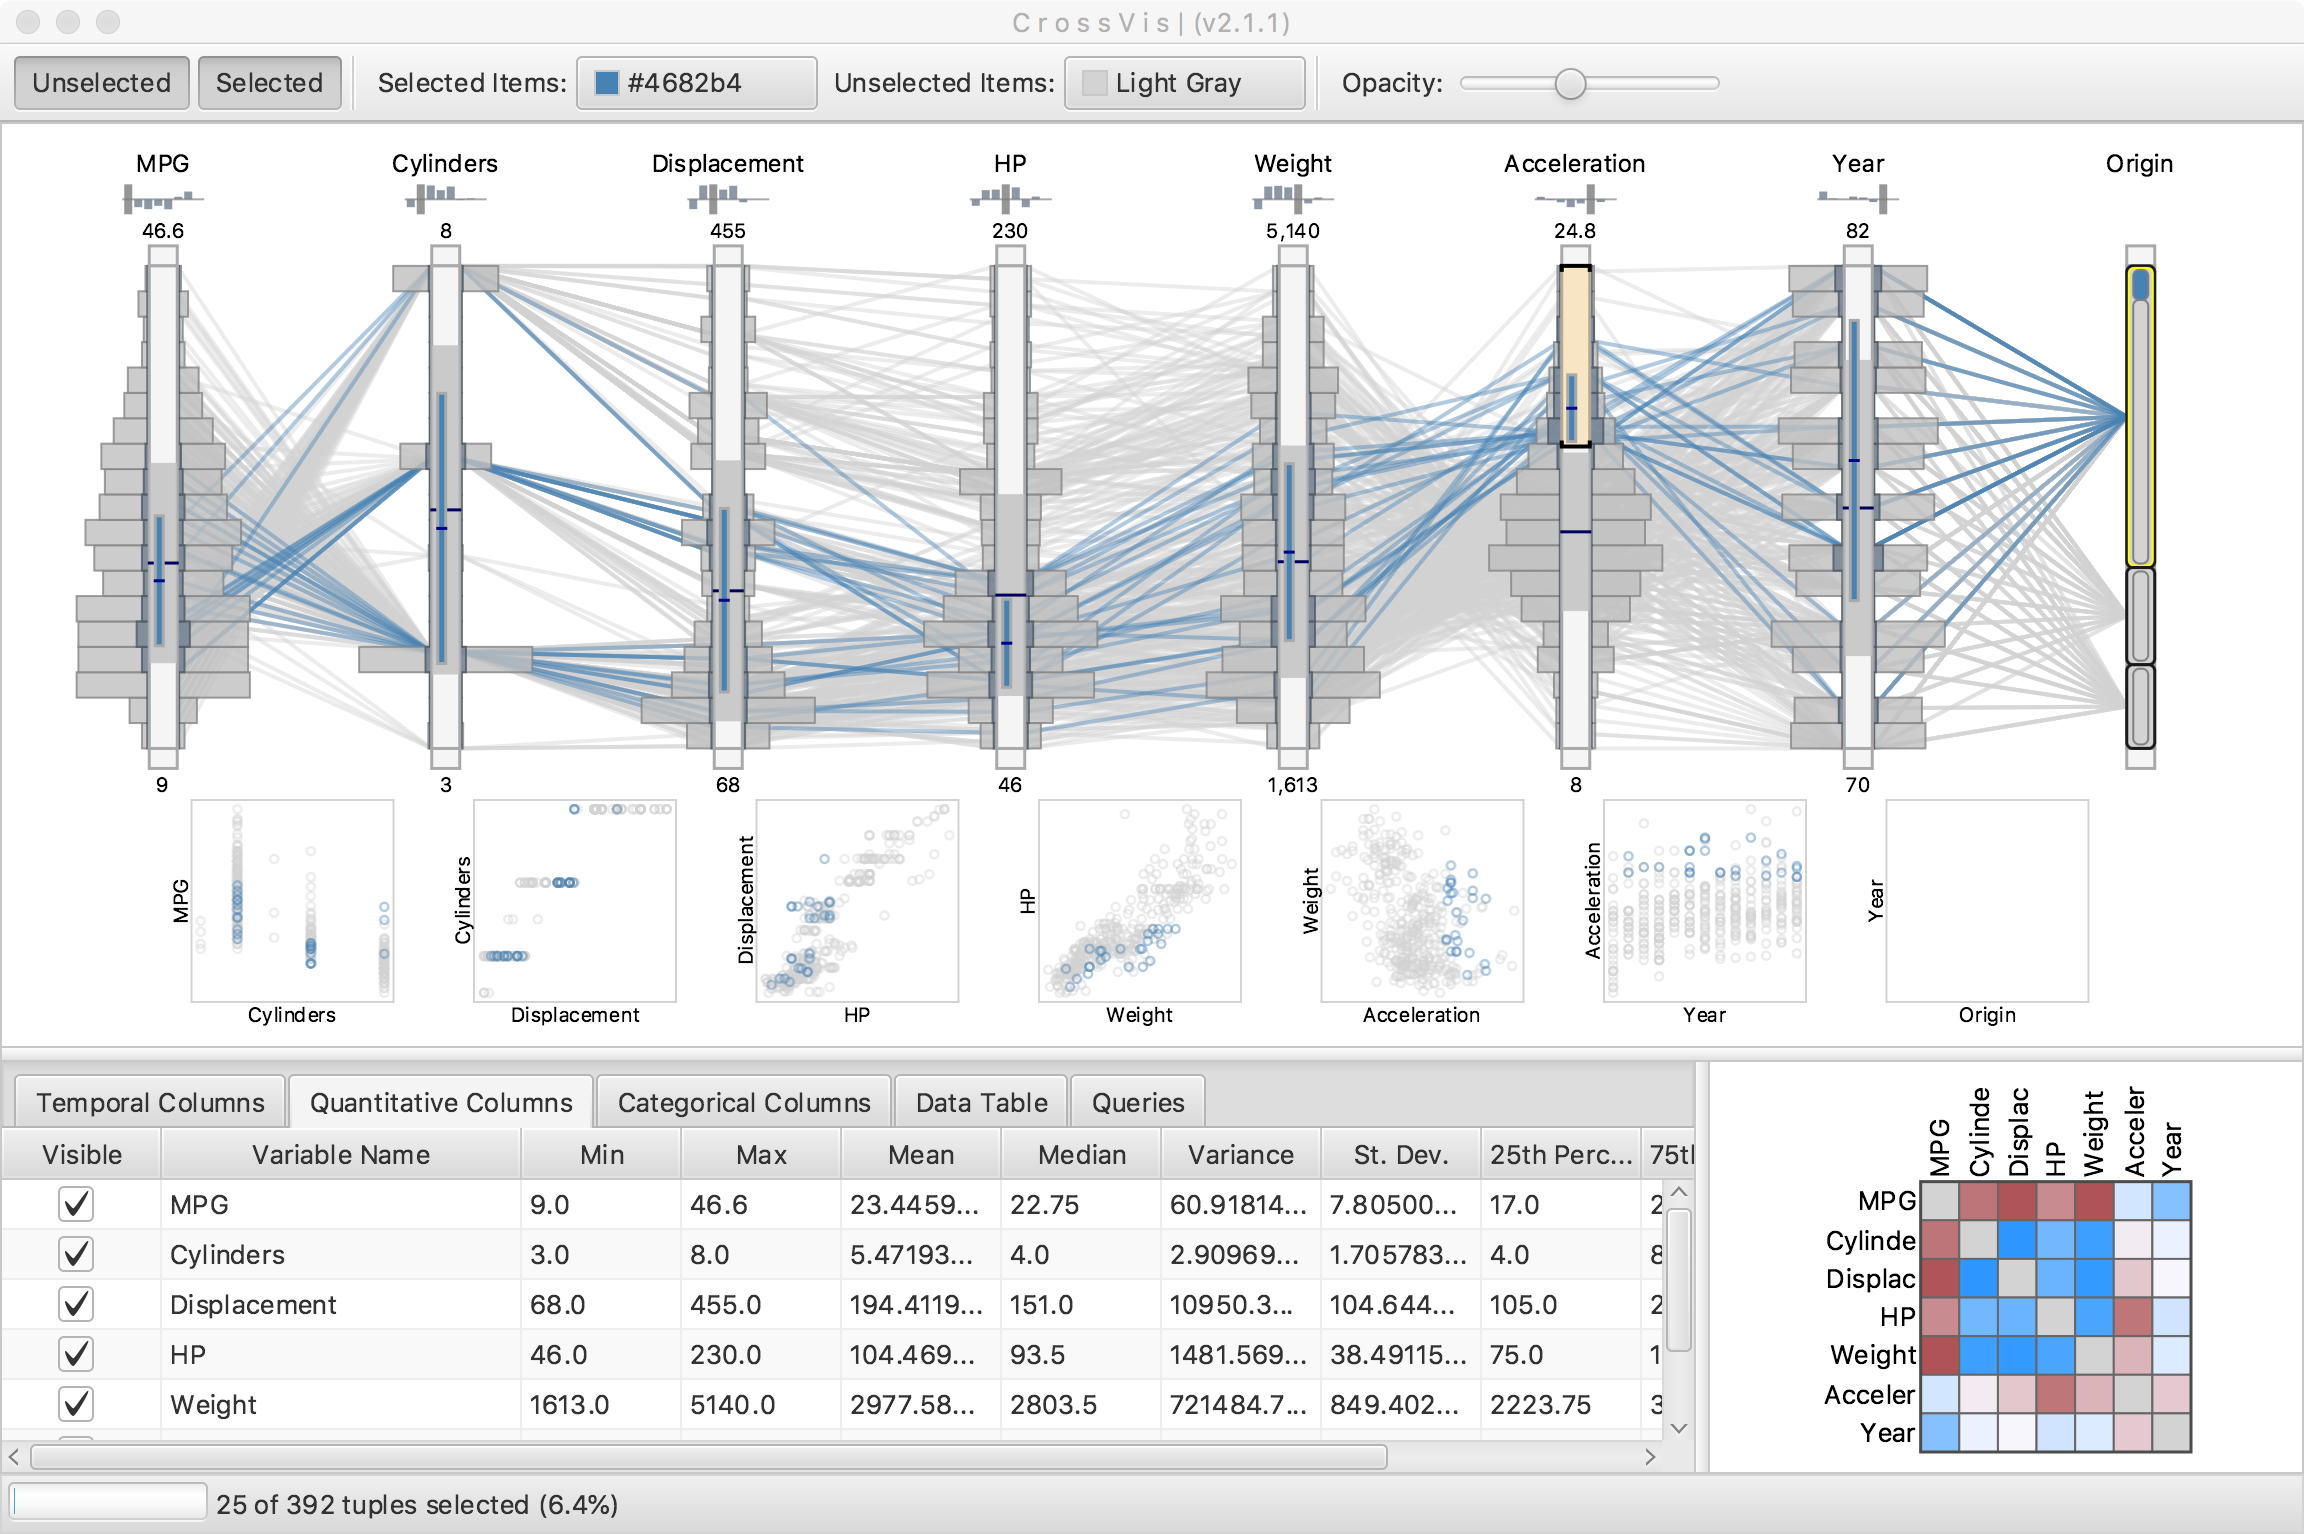 CrossVis| (v2.1.1)
Unselected Selected Selected Items: #4682b4 Unselected Items: Light Gray Opacity:
MPG Cylinders Displacement HP Weight Acceleration Year Origin
46.6 8 455 230 5,140 24.8 82
9 3 68 46 1,613 8 70
MPG Cylinders Displacement HP Weight Acceleration Year
Cylinders Displacement HP Weight Acceleration Year Origin
Temporal Columns Quantitative Columns Categorical Columns Data Table Queries
Visible Variable Name Min Max Mean Median Variance St. Dev. 25th Perc...
MPG 9.0 46.6 23.4459... 22.75 60.91814... 7.80500... 17.0 2
Cylinders 3.0 8.0 5.47193... 4.0 2.90969... 1.705783... 4.0 8
Displacement 68.0 455.0 194.4119... 151.0 10950.3... 104.644... 105.0 2
HP 46.0 230.0 104.469... 93.5 1481.569... 38.49115... 75.0 1
Weight 1613.0 5140.0 2977.58... 2803.5 721484.7... 849.402... 2223.75 3
MPG Cylinde Displac HP Weight Acceler Year
MPG
Cylinde
Displac
HP
Weight
Acceler
Year
25 of 392 tuples selected (6.4%)